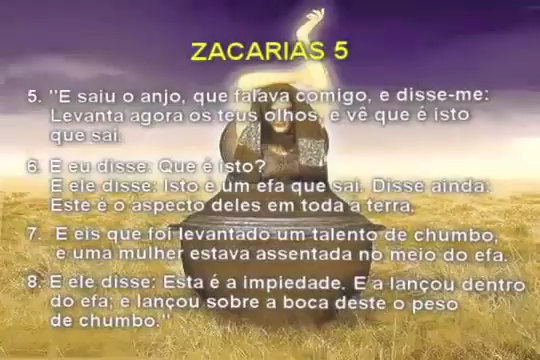 ZACARIAS 5
5. "E saiu o anjo, que falava comigo, e disse-me:
Levanta agora os teus olhos, e vê que é isto
que sai.
6. E eu disse: Que é isto?
E ele disse: Isto é um efa que sai. Disse ainda:
Este é o aspecto deles em toda a terra.
7. E eis que foi levantado um talento de chumbo,
e uma mulher estava assentada no meio do efa.
8. E ele disse: Esta é a impiedade. E a lançou dentro
do efa; e lançou sobre a boca deste o peso
de chumbo."